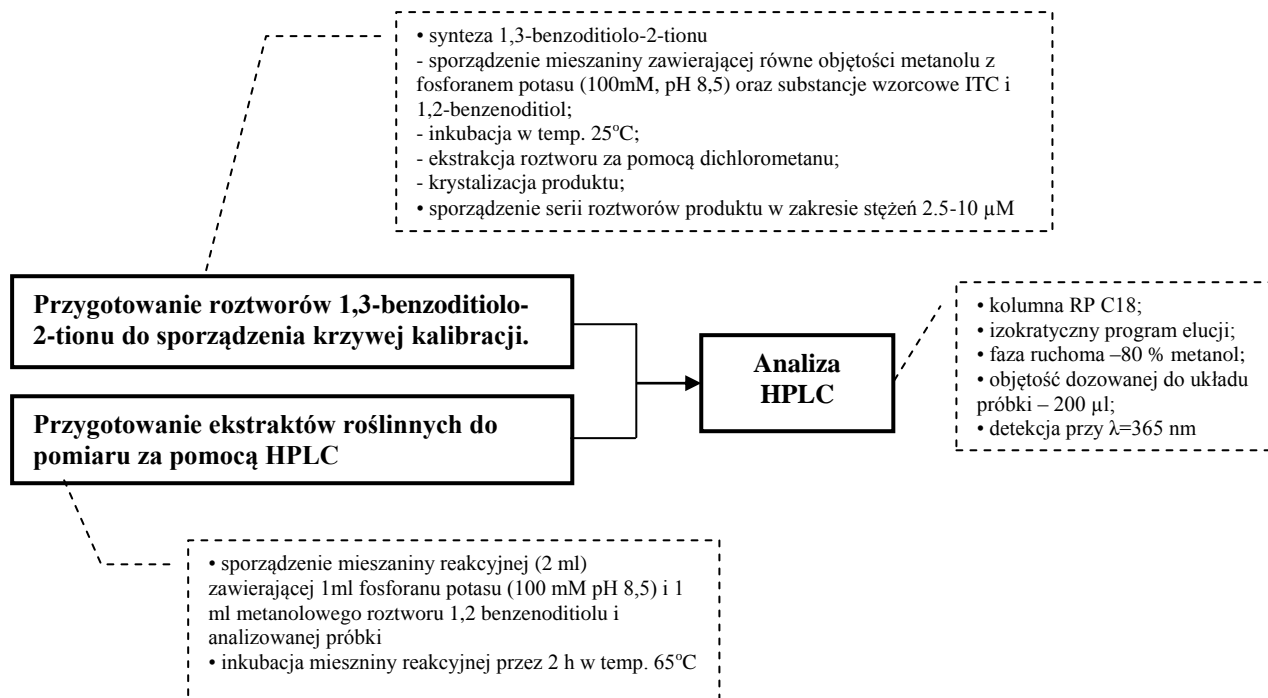 • synteza 1,3-benzoditiolo-2-tionu
- sporządzenie mieszaniny zawierającej równe objętości metanolu z
fosforanem potasu (100mM, pH 8,5) oraz substancje wzorcowe ITC i
1,2-benzenoditiol;
- inkubacja w temp. 25°C;
- ekstrakcja roztworu za pomocą dichlorometanu;
- krystalizacja produktu;
• sporządzenie serii roztworów produktu w zakresie stężeń 2.5-10 µM
Przygotowanie roztworów 1,3-benzoditiolo-
2-tionu do sporządzenia krzywej kalibracji.
Przygotowanie ekstraktów roślinnych do
pomiaru za pomocą HPLC
Analiza
HPLC
• kolumna RP C18;
• izokratyczny program elucji;
• faza ruchoma –80 % metanol;
• objętość dozowanej do układu
próbki – 200 µl;
• detekcja przy λ=365 nm
• sporządzenie mieszaniny reakcyjnej (2 ml)
zawierającej 1ml fosforanu potasu (100 mM pH 8,5) i 1
ml metanolowego roztworu 1,2 benzenoditiolu i
analizowanej próbki
• inkubacja miesznin​y reakcyjnej przez 2 h w temp. 65°C